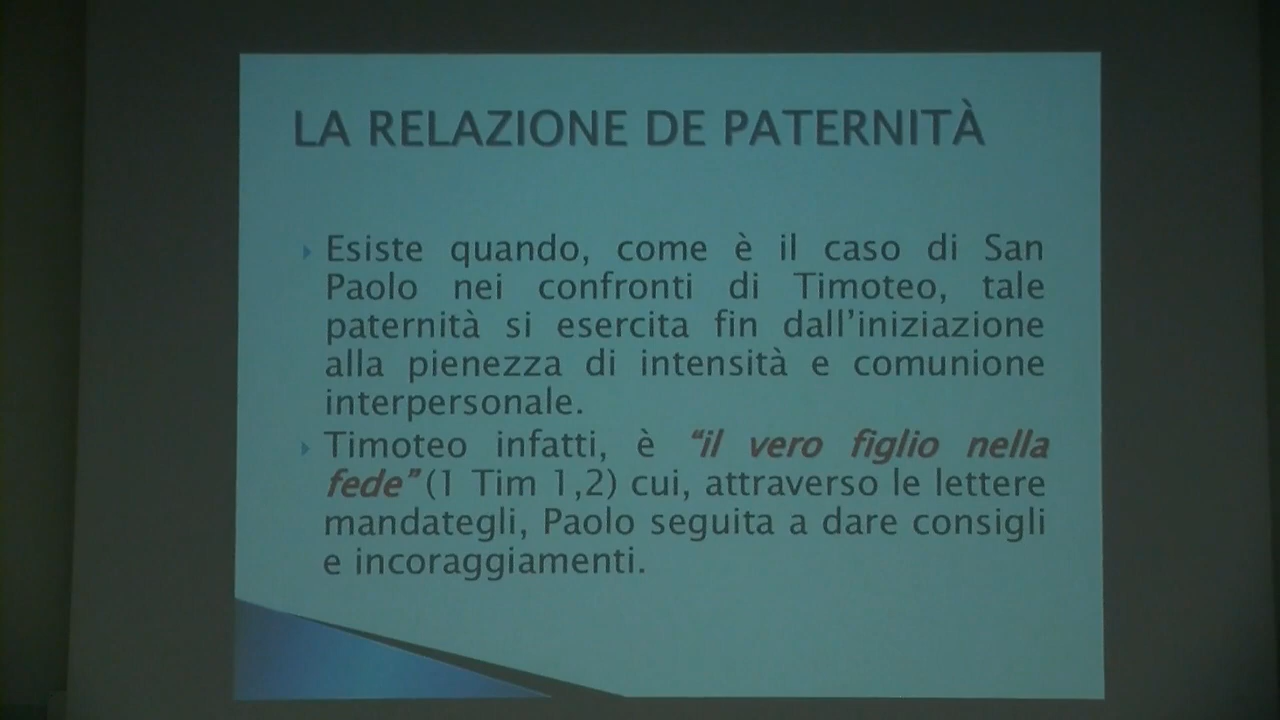 LA RELAZIONE DE PATERNITÀ
Esiste quando, come è il caso di San
Paolo nei confronti di Timoteo, tale
paternità si esercita fin dall’iniziazione
alla pienezza di intensità e comunione
interpersonale.
Timoteo infatti, è “il vero figlio nella
fede” (1 Tim 1,2) cui, attraverso le lettere
mandategli, Paolo seguita a dare consigli
e incoraggiamenti.